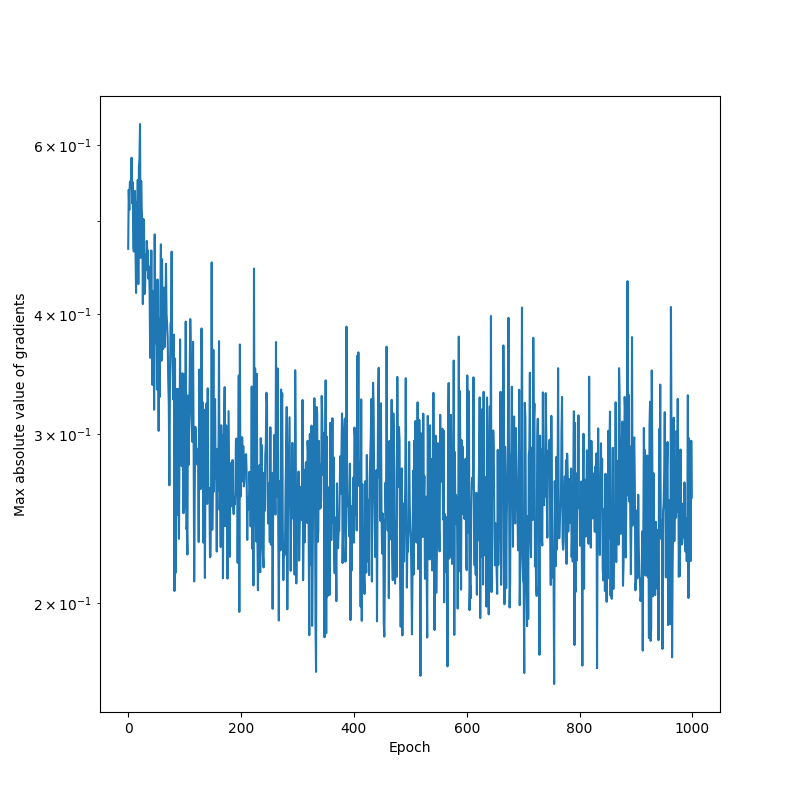 Max absolute value of gradients
6 × 10⁻¹
4 × 10⁻¹
3 × 10⁻¹
2 × 10⁻¹
0 200 400 600 800 1000
Epoch